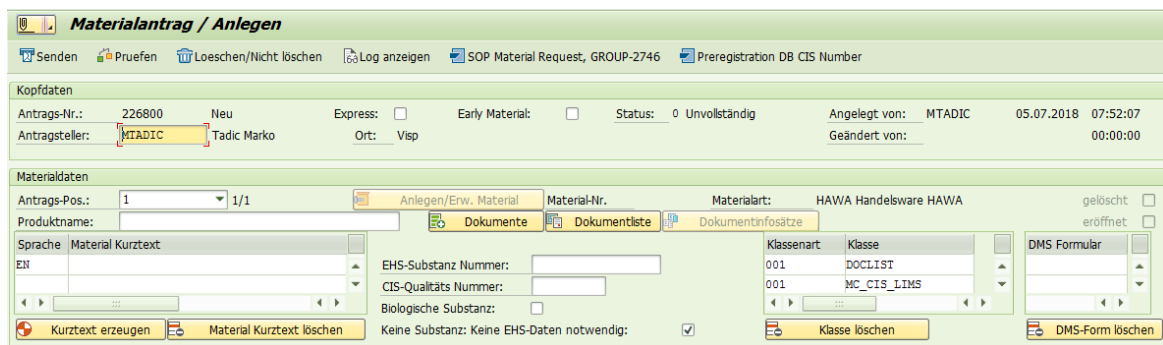 Materialantrag / Anlegen
Senden Pruefen Loeschen/Nicht löschen Log anzeigen SOP Material Request, GROUP-2746 Preregistration DB CIS Number
Kopfdaten
Antrags-Nr.: 226800 Neu Express: Early Material: Status: 0 Unvollständig Angelegt von: MTADIC 05.07.2018 07:52:07
Antragsteller: MTADIC Tadic Marko Ort: Visp Geändert von: 00:00:00
Materialdaten
Antrags-Pos.: 1 1/1 Anlegen/Erw. Material Material-Nr. Materialart: HAWA Handelsware HAWA gelöscht
Produktname: Dokumente Dokumentliste Dokumentinfosätze eröffnet
Sprache Material Kurztext Klassenart Klasse DMS Formular
EN EHS-Substanz Nummer: 001 DOCLIST
CIS-Qualitäts Nummer: 001 MC_CIS_LIMS
Biologische Substanz:
Kurztext erzeugen Material Kurztext löschen Keine Substanz: Keine EHS-Daten notwendig: Klasse löschen DMS-Form löschen